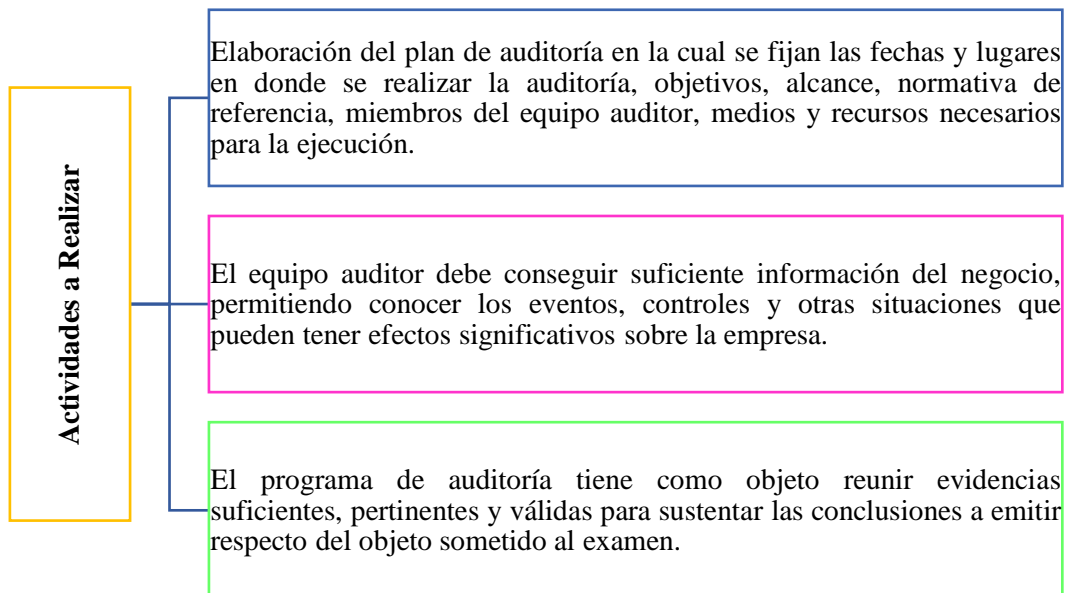 Actividades a Realizar
Elaboración del plan de auditoría en la cual se fijan las fechas y lugares
en donde se realizar la auditoría, objetivos, alcance, normativa de
referencia, miembros del equipo auditor, medios y recursos necesarios
para la ejecución.
El equipo auditor debe conseguir suficiente información del negocio,
permitiendo conocer los eventos, controles y otras situaciones que
pueden tener efectos significativos sobre la empresa.
El programa de auditoría tiene como objeto reunir evidencias
suficientes, pertinentes y válidas para sustentar las conclusiones a emitir
respecto del objeto sometido al examen.